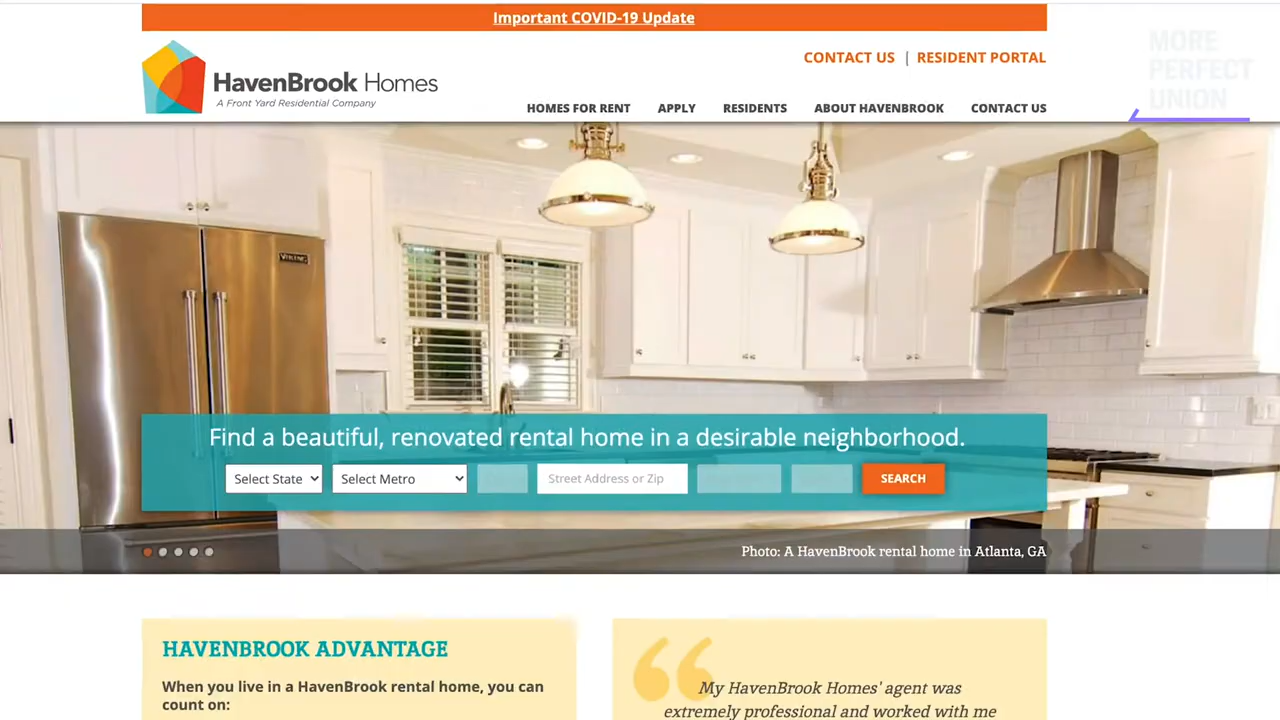 Important COVID-19 Update
MORE
PERFECT
UNION
CONTACT US | RESIDENT PORTAL
HavenBrook Homes
A Front Yard Residential Company
HOMES FOR RENT APPLY RESIDENTS ABOUT HAVENBROOK CONTACT US
VIKING
Find a beautiful, renovated rental home in a desirable neighborhood.
Select State Select Metro Street Address or Zip SEARCH
Photo: A HavenBrook rental home in Atlanta, GA
HAVENBROOK ADVANTAGE
When you live in a HavenBrook rental home, you can
count on:
My HavenBrook Homes' agent was
extremely professional and worked with me